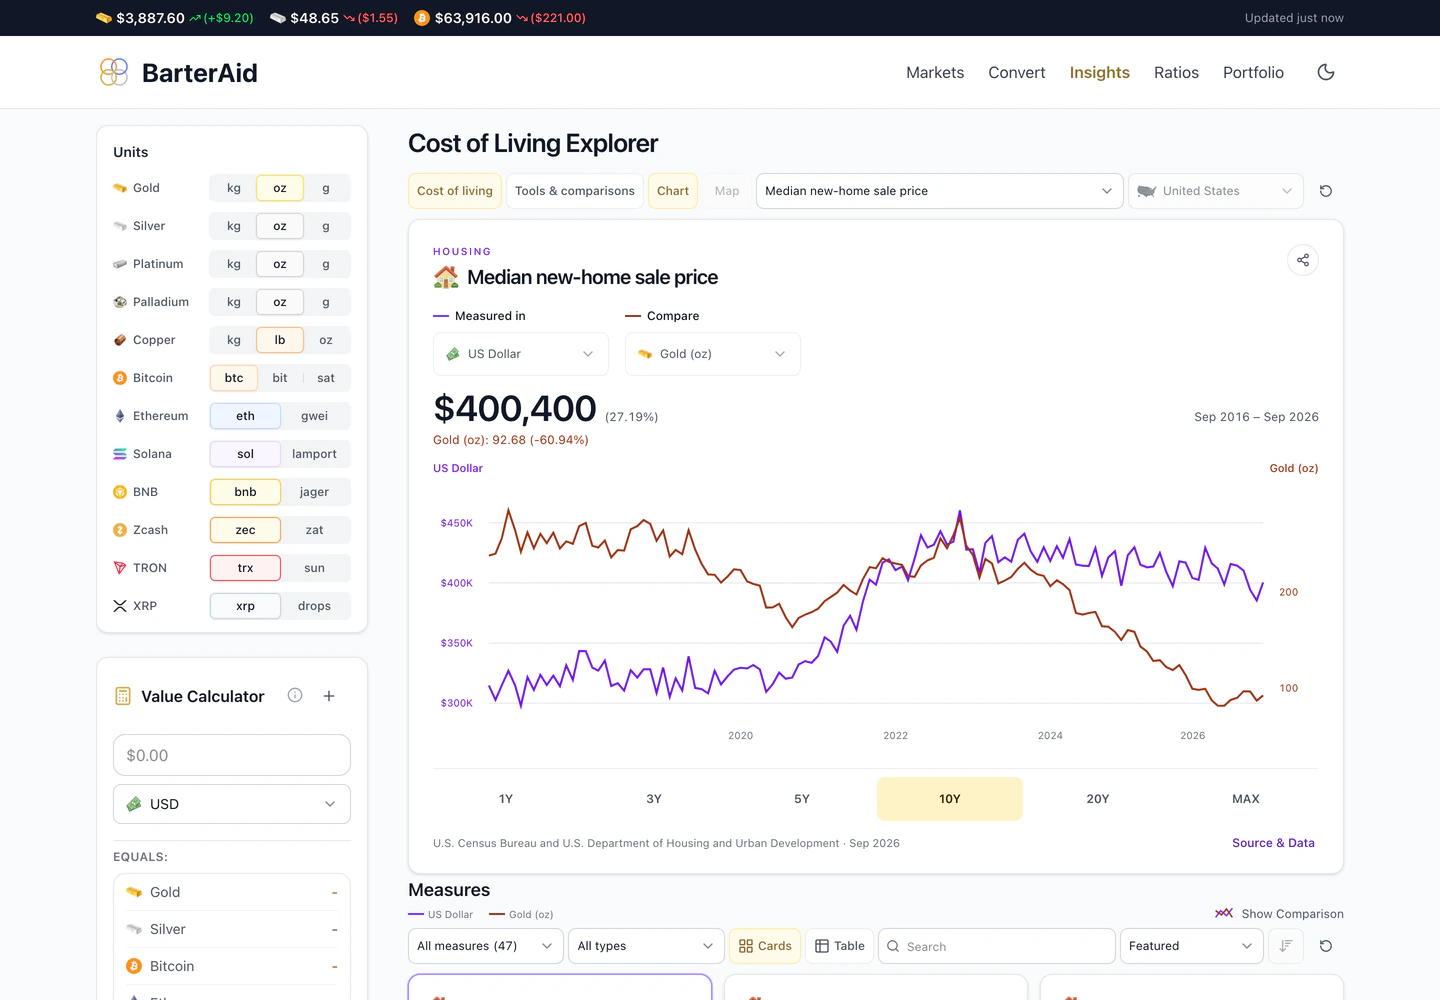 $3,887.60 (+$9.20) $48.65 ($1.55) $63,916.00 ($221.00) Updated just now
BarterAid Markets Convert Insights Ratios Portfolio
Units
Gold kg oz g
Silver kg oz g
Platinum kg oz g
Palladium kg oz g
Copper kg lb oz
Bitcoin btc bit sat
Ethereum eth gwei
Solana sol lamport
BNB bnb jager
Zcash zec zat
TRON trx sun
XRP xrp drops
Value Calculator
$0.00
USD
EQUALS:
Gold -
Silver -
Bitcoin -
Cost of Living Explorer
Cost of living Tools & comparisons Chart Map Median new-home sale price United States
HOUSING
Median new-home sale price
Measured in Compare
US Dollar Gold (oz)
$400,400 (27.19%) Sep 2016 – Sep 2026
Gold (oz): 92.68 (-60.94%)
US Dollar Gold (oz)
$450K
$400K 200
$350K
$300K 100
2020 2022 2024 2026
1Y 3Y 5Y 10Y 20Y MAX
U.S. Census Bureau and U.S. Department of Housing and Urban Development · Sep 2026 Source & Data
Measures
US Dollar Gold (oz) Show Comparison
All measures (47) All types Cards Table Search Featured